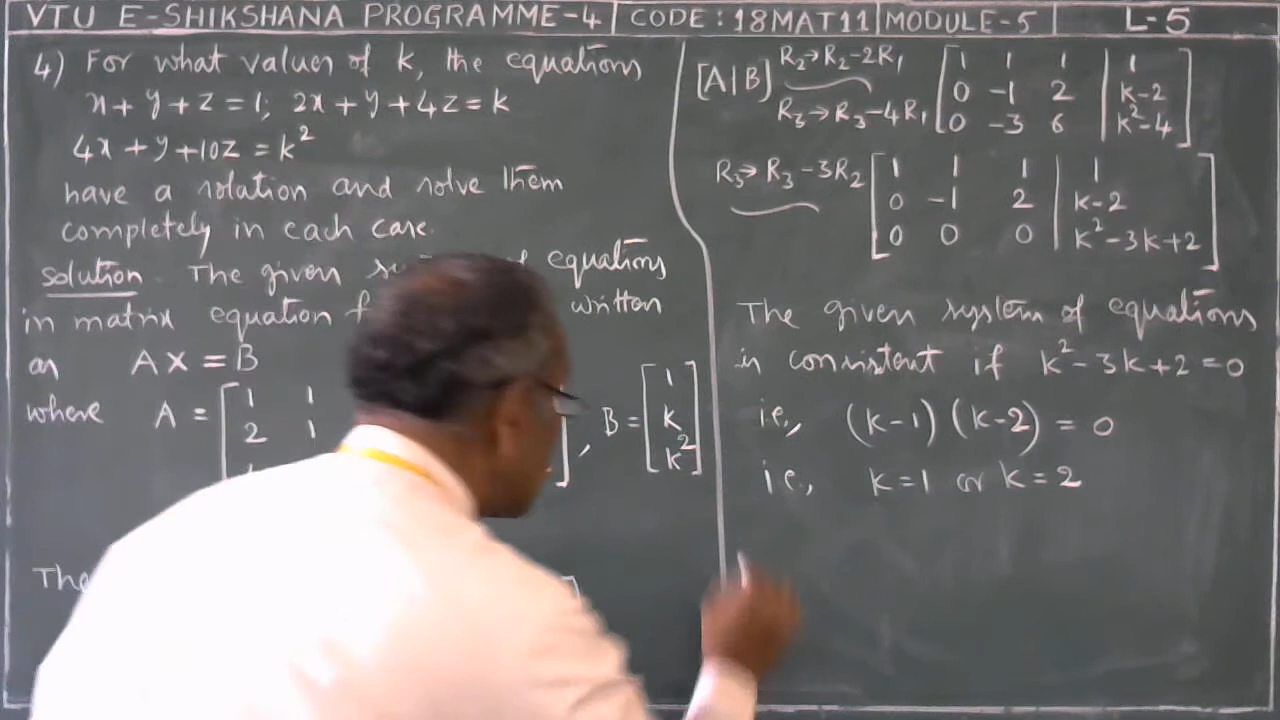 VTU E-SHIKSHANA PROGRAMME-4 | CODE: 18MAT11 | MODULE-5 | L-5
4) For what values of k, the equations
x+y+z=1; 2x+y+4z=k
4x+y+10z=k²
have a solution and solve them
completely in each case.
Solution. The given of equations
in matrix equation written
as AX=B
where A = [ 1 1
2 1
], B = [ 1
k
k² ]
The
[A|B] R₂→R₂-2R₁
R₃→R₃-4R₁
[ 1 1 1 | 1
0 -1 2 | k-2
0 -3 6 | k²-4 ]
R₃→R₃-3R₂
[ 1 1 1 | 1
0 -1 2 | k-2
0 0 0 | k²-3k+2 ]
The given system of equations
is consistent if k²-3k+2=0
i.e., (k-1)(k-2)=0
i.e., k=1 or k=2